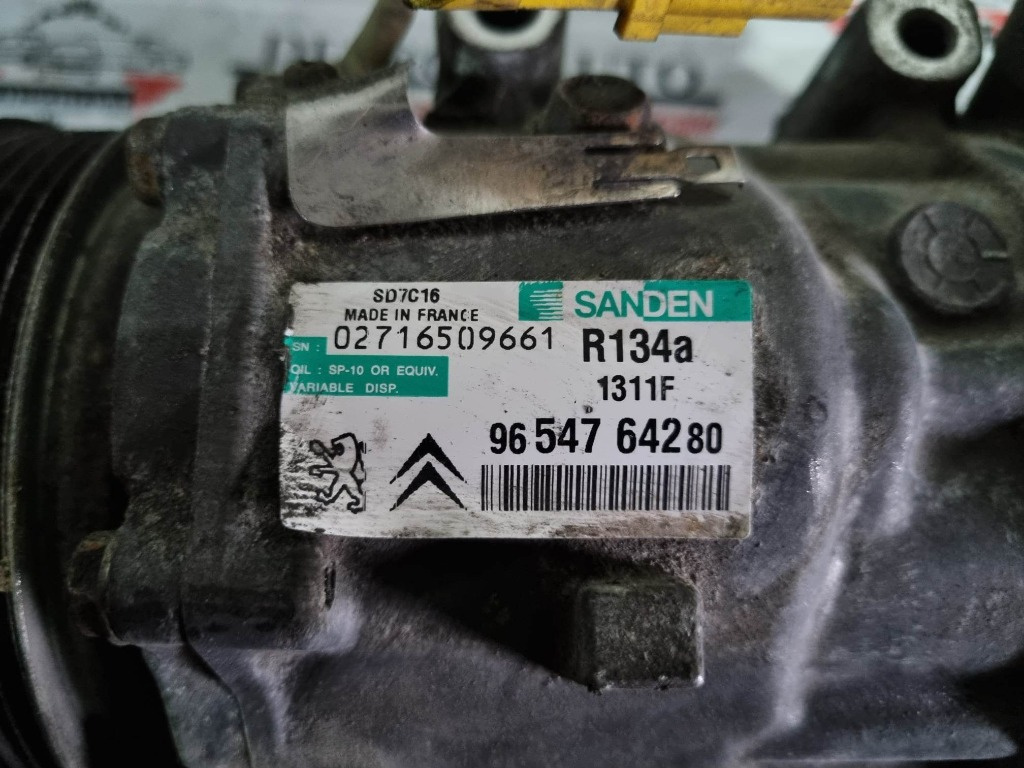 SD7C16
MADE IN FRANCE
SANDEN
SN : 02716509661
R134a
OIL : SP-10 OR EQUIV.
VARIABLE DISP.
1311F
96 547 642 80